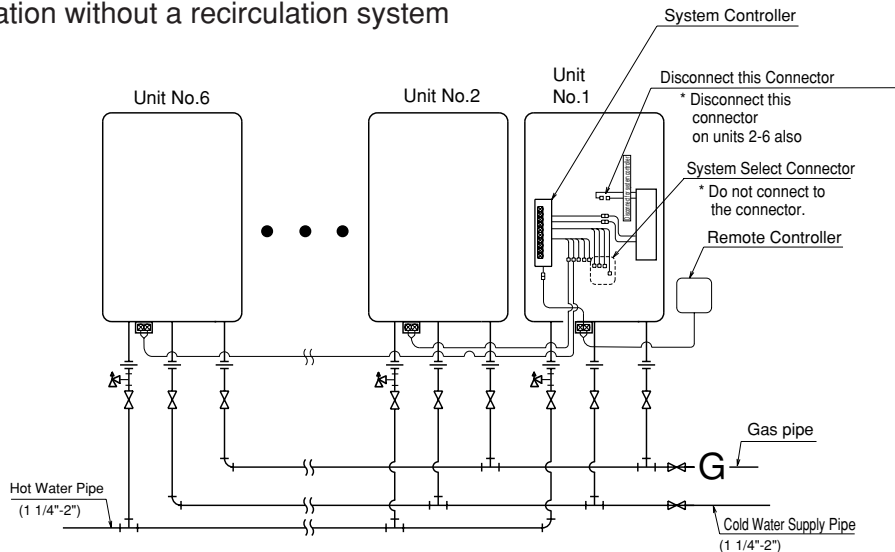 ation without a recirculation system
System Controller
Unit No.6
Unit No.2
Unit
No.1
Disconnect this Connector
* Disconnect this
connector
on units 2-6 also
System Select Connector
* Do not connect to
the connector.
Remote Controller
Gas pipe
G
Hot Water Pipe
(1 1/4"-2")
Cold Water Supply Pipe
(1 1/4"-2")